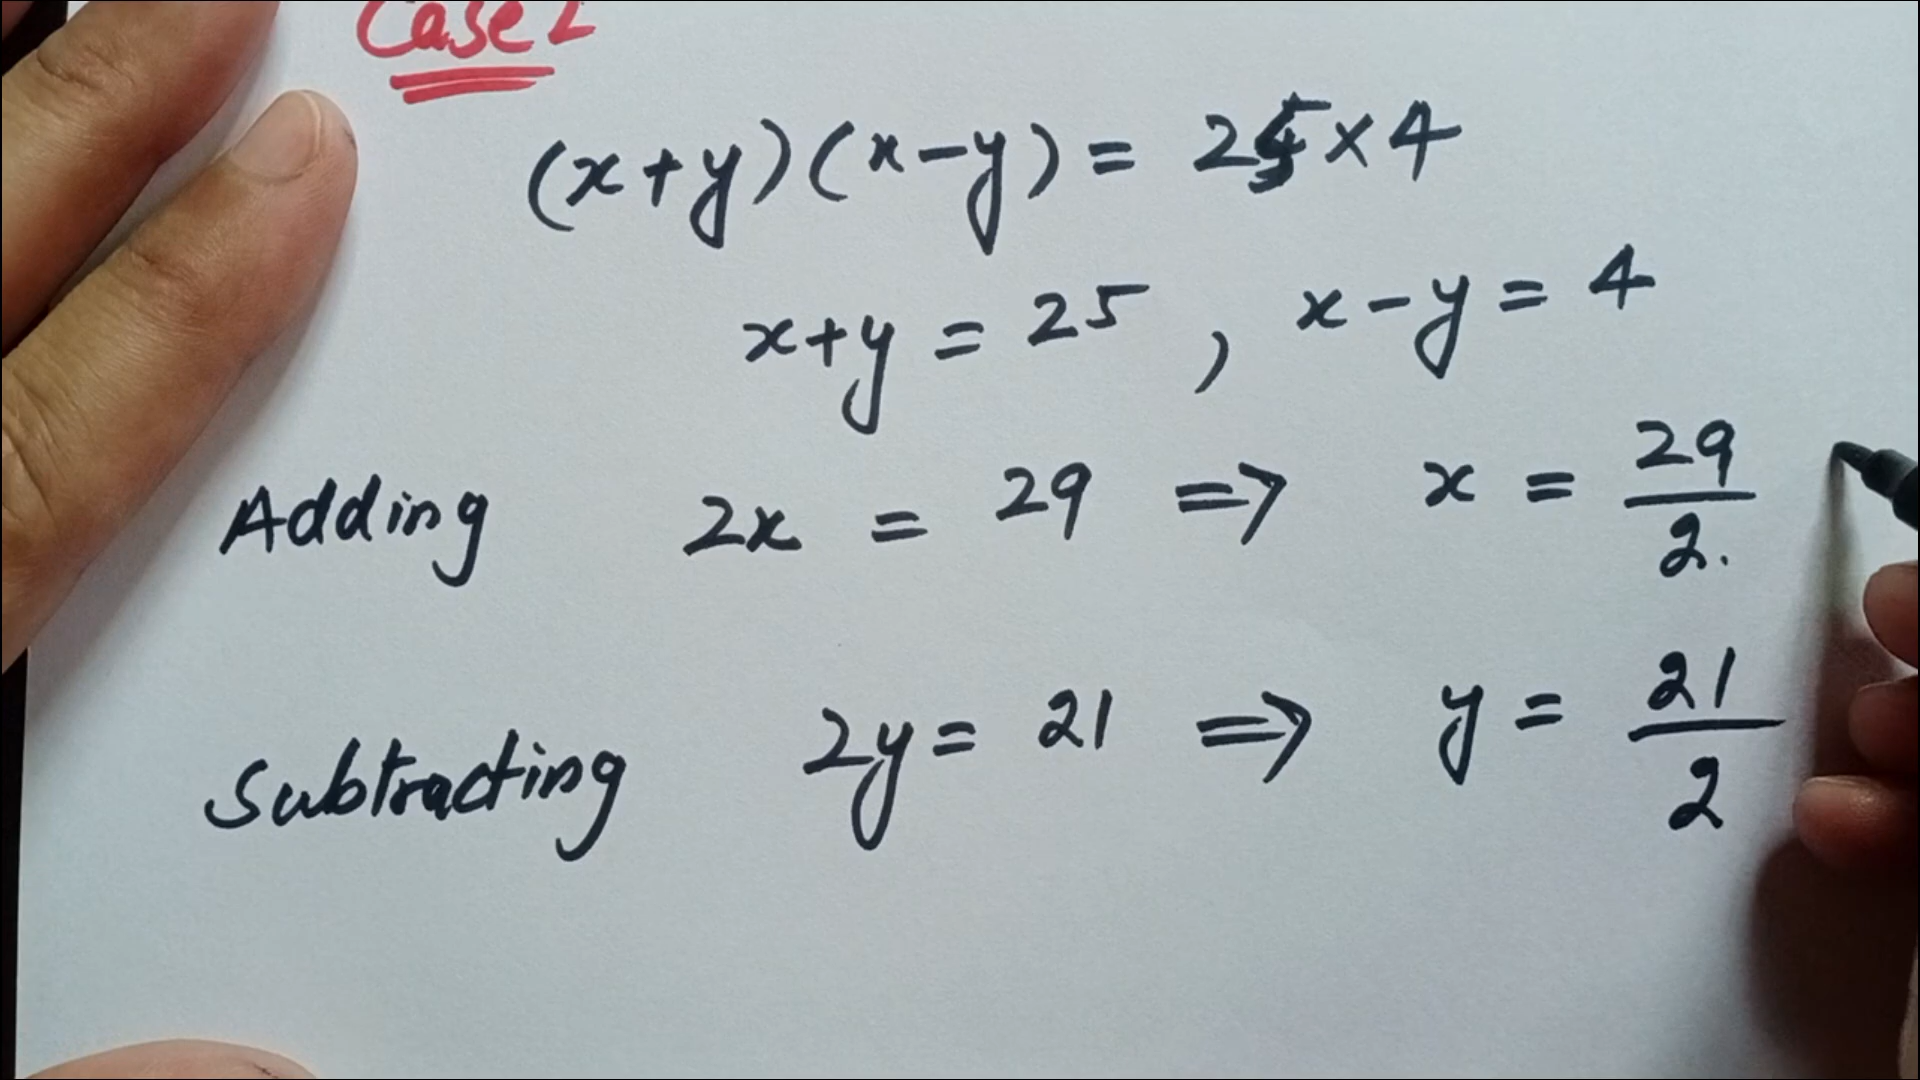 Case 2
(x+y)(x-y) = 25 × 4
x+y = 25 , x-y = 4
Adding 2x = 29 ⇒ x = 29/2.
Subtracting 2y = 21 ⇒ y = 21/2